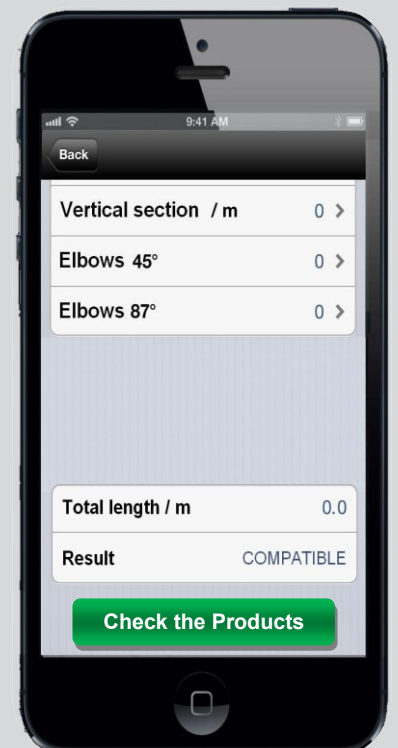 9:41 AM
Back
Vertical section / m 0
Elbows 45° 0
Elbows 87° 0
Total length / m 0.0
Result COMPATIBLE
Check the Products